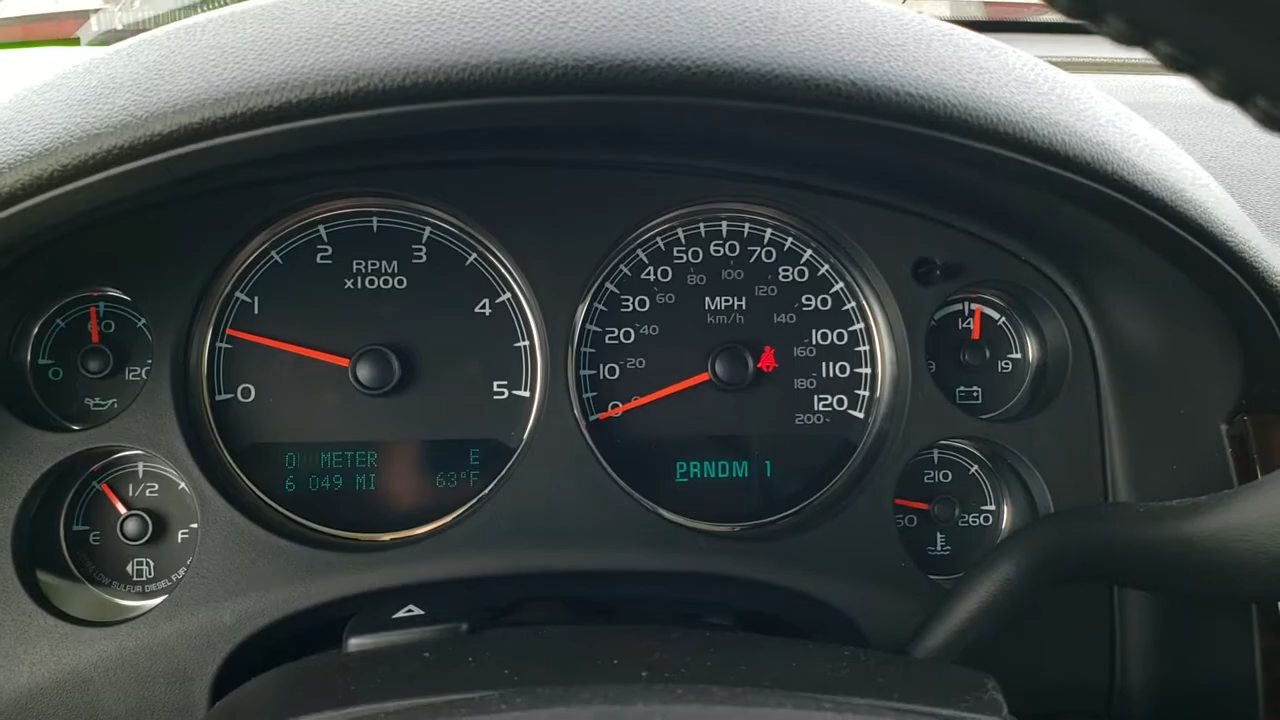 1 2 3 4
RPM
x1000
0 5
O  METER E
6 049 MI 63°F
10 20 30 40 50 60 70 80 90 100 110 120
20 40 60 80 100 120 140 160 180 200
MPH
km/h
0 0
PRNDM 1
0 60 120
E 1/2 F
LOW SULFUR DIESEL FUEL
9 14 19
210 260